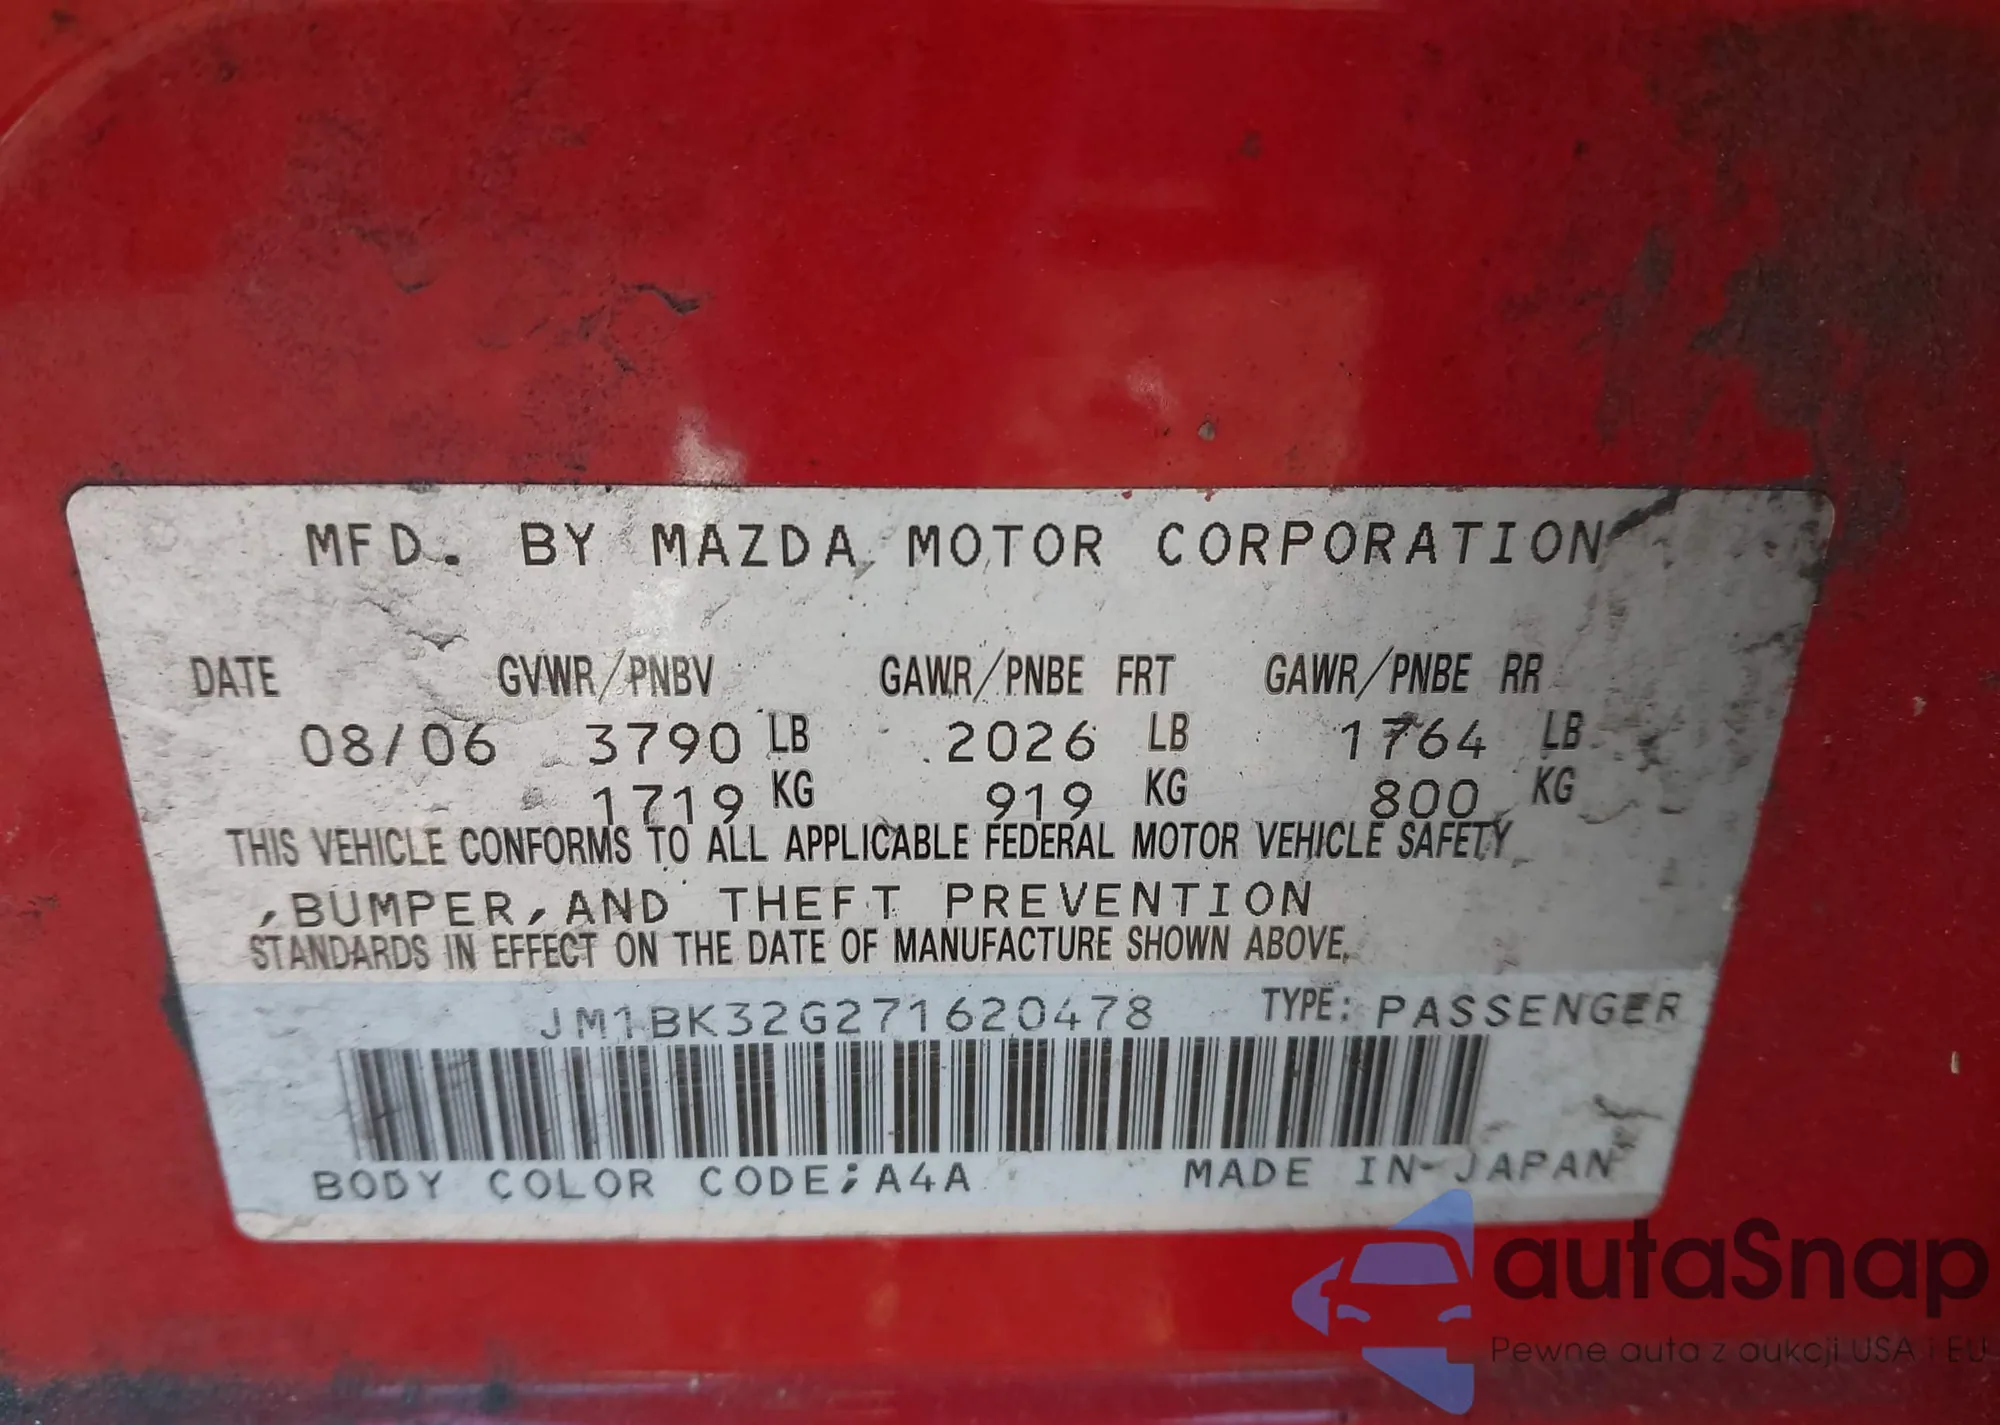 MFD. BY MAZDA MOTOR CORPORATION
DATE GVWR/PNBV GAWR/PNBE FRT GAWR/PNBE RR
08/06 3790 LB 2026 LB 1764 LB
1719 KG 919 KG 800 KG
THIS VEHICLE CONFORMS TO ALL APPLICABLE FEDERAL MOTOR VEHICLE SAFETY
,BUMPER,AND THEFT PREVENTION
STANDARDS IN EFFECT ON THE DATE OF MANUFACTURE SHOWN ABOVE.
JM1BK32G271620478 TYPE: PASSENGER
BODY COLOR CODE;A4A MADE IN JAPAN
autaSnap
Pewne auta z aukcji USA i EU